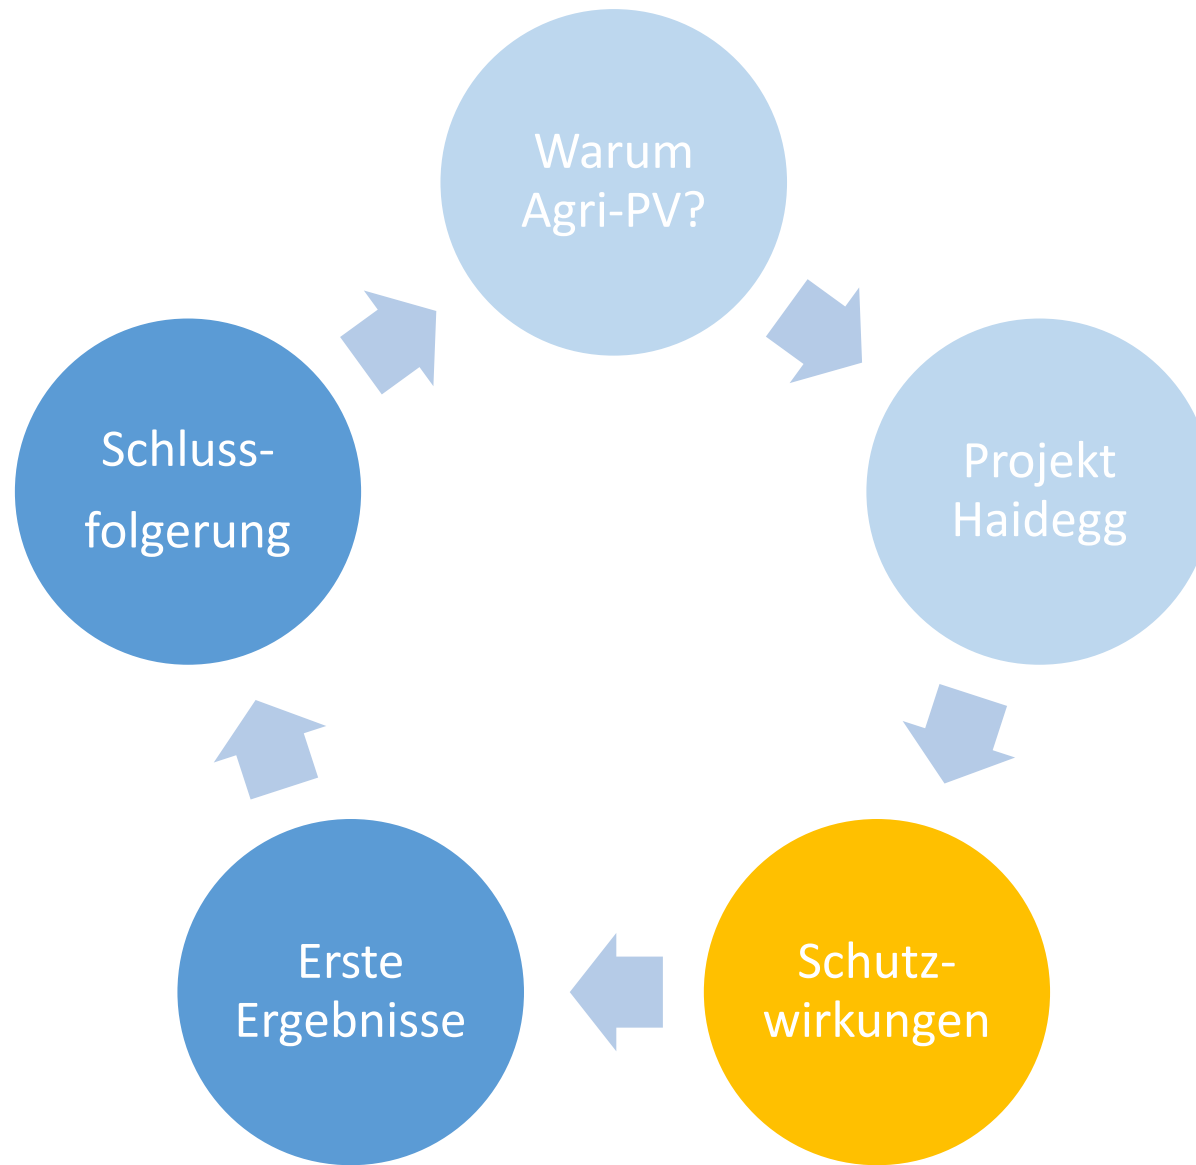 Warum
Agri-PV?
Projekt
Haidegg
Schutz-
wirkungen
Erste
Ergebnisse
Schluss-
folgerung